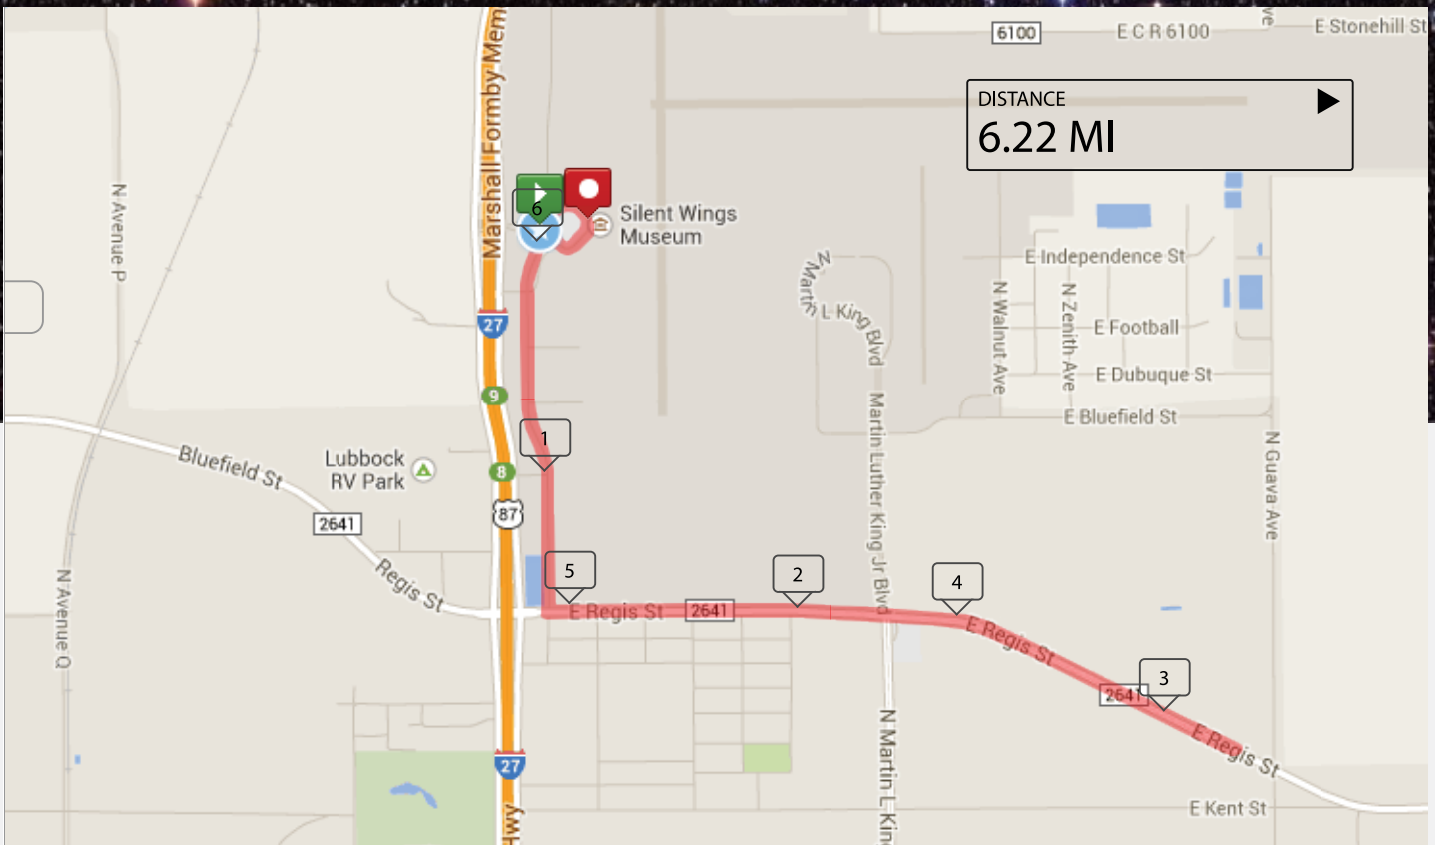 6100
E C R 6100
ve
E Stonehill St
DISTANCE
6.22 MI
Marshall Formby Mem
N Avenue P
6
Silent Wings
Museum
E Independence St
N Martin L King Blvd
N Walnut Ave
N Zenith Ave
E Football
27
E Dubuque St
9
E Bluefield St
Martin Luther King Jr Blvd
N Guava Ave
1
Bluefield St
Lubbock
RV Park
8
87
2641
Regis St
N Avenue Q
5
2
4
E Regis St
2641
E Regis St
3
2641
E Regis St
N Martin L King
27
E Kent St
Hwy